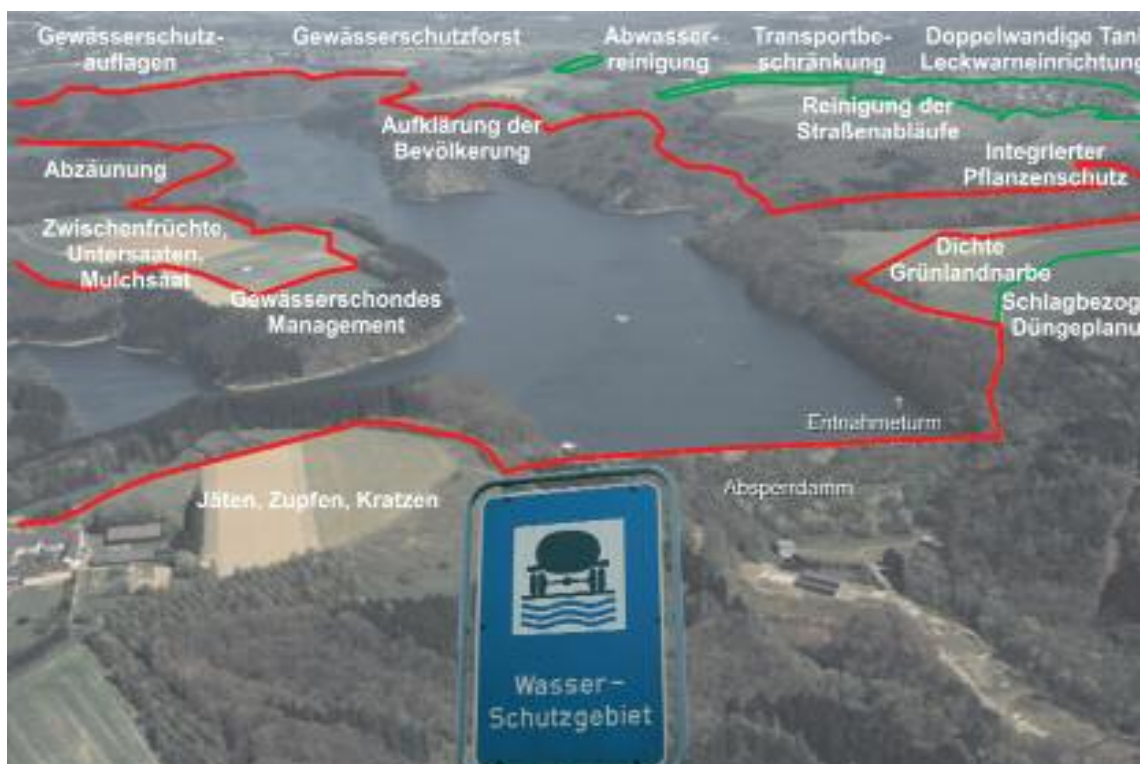 Gewässerschutz-
auflagen
Gewässerschutzforst
Abwasser-
reinigung
Transportbe-
schränkung
Doppelwandige Tank
Leckwarneinrichtung
Reinigung der
Straßenabläufe
Aufklärung der
Bevölkerung
Integrierter
Pflanzenschutz
Abzäunung
Zwischenfrüchte,
Untersaaten,
Mulchsaat
Gewässerschondes
Management
Dichte
Grünlandnarbe
Schlagbezog
Düngeplanu
Entnahmeturm
Absperrdamm
Jäten, Zupfen, Kratzen
Wasser-
Schutzgebiet